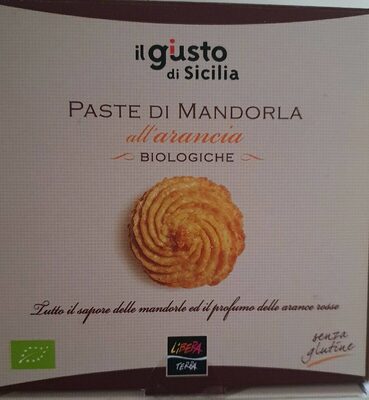 il giusto
di Sicilia
PASTE DI MANDORLA
all'arancia
BIOLOGICHE
Tutto il sapore delle mandorle ed il profumo delle arance rosse
senza
glutine
LIBERA
TERRA